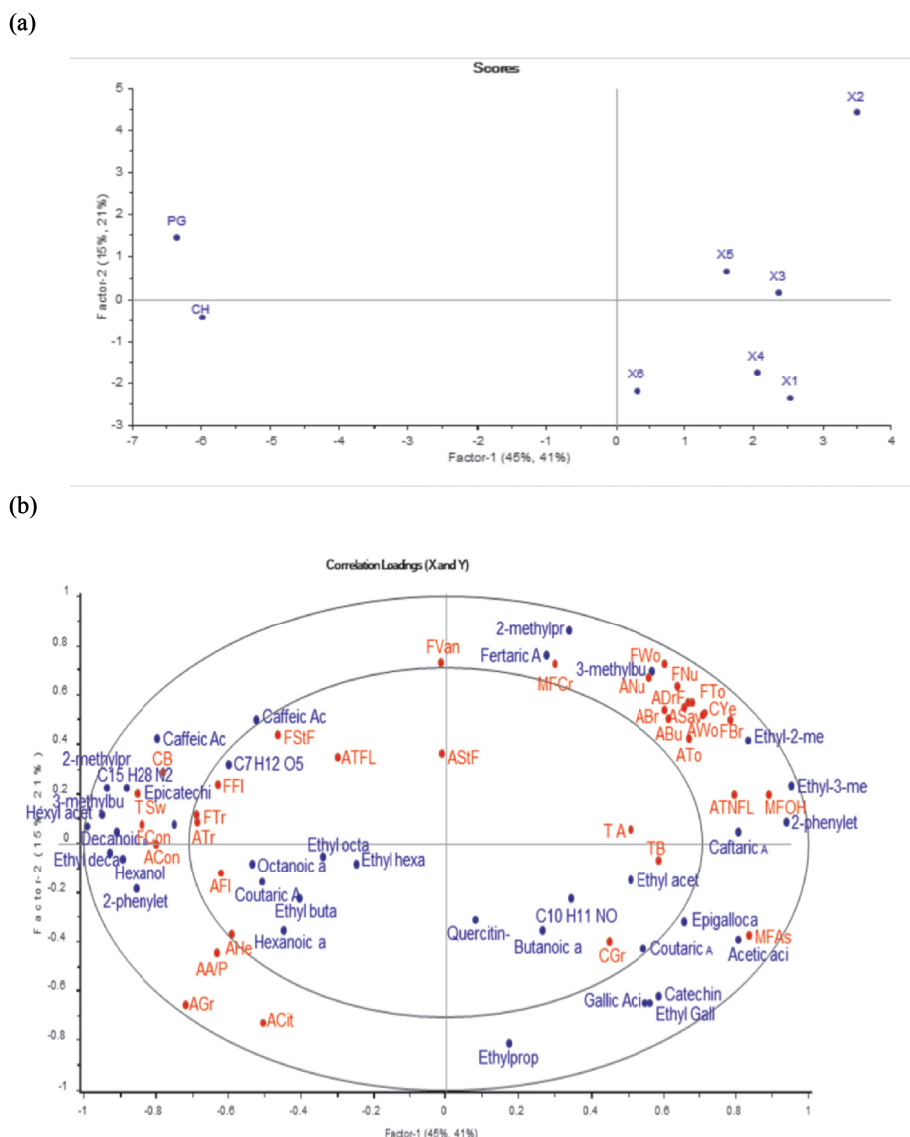 (a)
Scores
5
4
3
2
1
0
-1
-2
-3
Factor-2 (15%, 21%)
X2
PG
X5
X3
CH
X4
X6
X1
-7 -6 -5 -4 -3 -2 -1 0 1 2 3 4
Factor-1 (45%, 41%)
(b)
Correlation Loadings (X and Y)
1
0.8
0.6
0.4
0.2
0
-0.2
-0.4
-0.6
-0.8
-1
Factor-2 (15%, 21%)
2-methylpr
FVan
Fertaric A
MFCr
3-methylbu
FWo
ANu
FNu
ADrF
FTo
ABr
ASav
CYe
ABu
AWo
FBr
ATo
Ethyl-2-me
Caffeic Ac
Caffeic Ac
FStF
ATFL
AStF
2-methylpr
CB
C7 H12 O5
C15 H28 N2
TSw
Epicatechi
FFl
Ethyl-3-me
ATNFL
MFOH
3-methylbu
Hexyl acet
FCon
FTr
ATr
2-phenylet
Decanoic
TA
Caftaric A
Ethyl deca
ACon
Hexanol
2-phenylet
AFl
Octanoic a
Ethyl octa
Ethyl hexa
TB
Ethyl acet
Coutaric A
Ethyl buta
Hexanoic a
AHe
AA/P
Quercitin-
C10 H11 NO
Butanoic a
CGr
Epigalloca
Coutaric A
MFAs
Acetic aci
AGr
ACit
Gallic Aci
Catechin
Ethyl Gall
Ethylprop
-1 -0.8 -0.6 -0.4 -0.2 0 0.2 0.4 0.6 0.8 1
Factor-1 (45%, 41%)